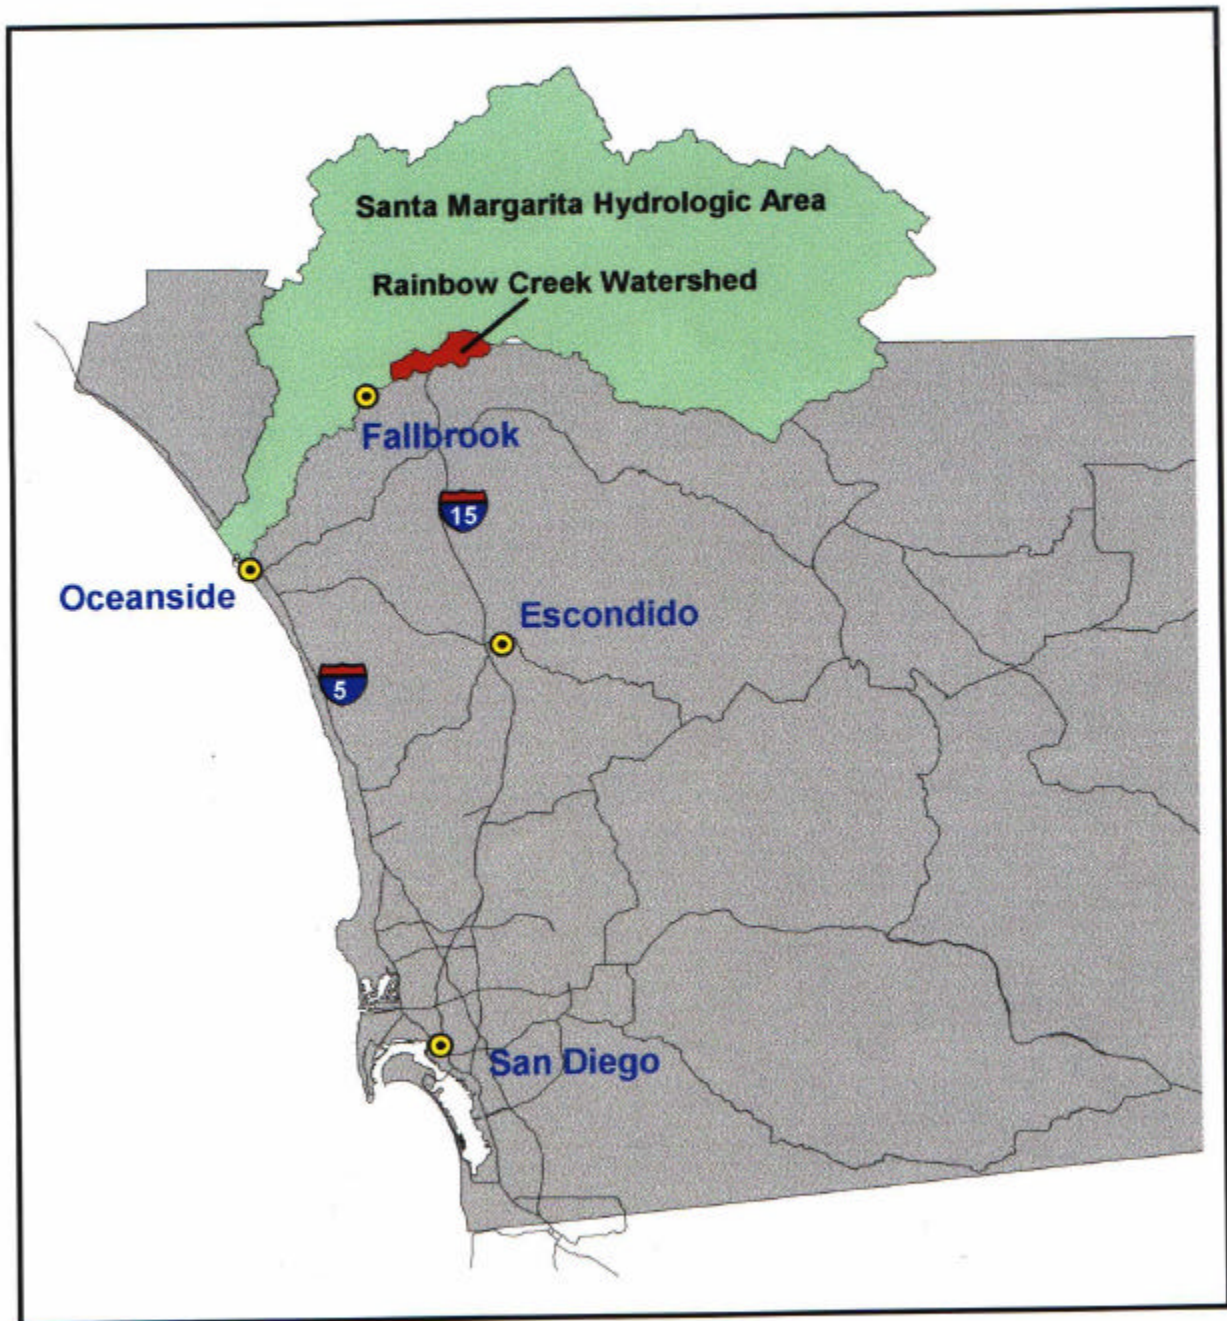 Santa Margarita Hydrologic Area
Rainbow Creek Watershed
Fallbrook
15
Oceanside
Escondido
5
San Diego